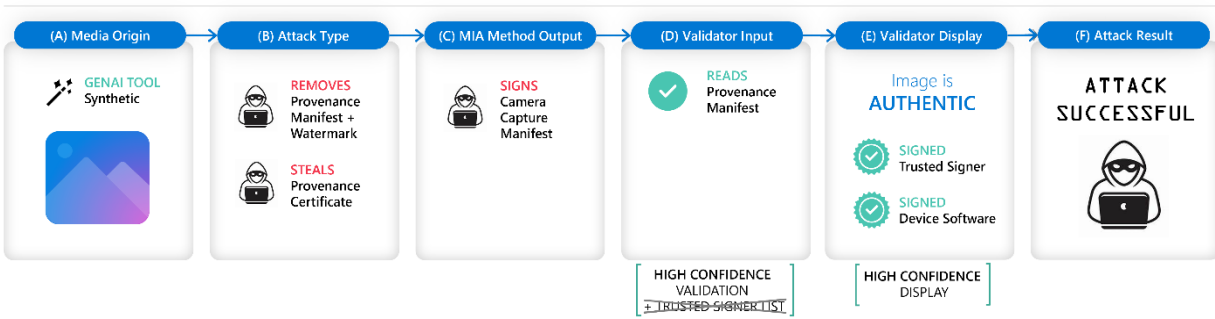 (A) Media Origin
GENAI TOOL
Synthetic
(B) Attack Type
REMOVES
Provenance
Manifest +
Watermark
STEALS
Provenance
Certificate
(C) MIA Method Output
SIGNS
Camera
Capture
Manifest
(D) Validator Input
READS
Provenance
Manifest
HIGH CONFIDENCE
VALIDATION
+ TRUSTED SIGNER LIST
(E) Validator Display
Image is
AUTHENTIC
SIGNED
Trusted Signer
SIGNED
Device Software
HIGH CONFIDENCE
DISPLAY
(F) Attack Result
ATTACK
SUCCESSFUL